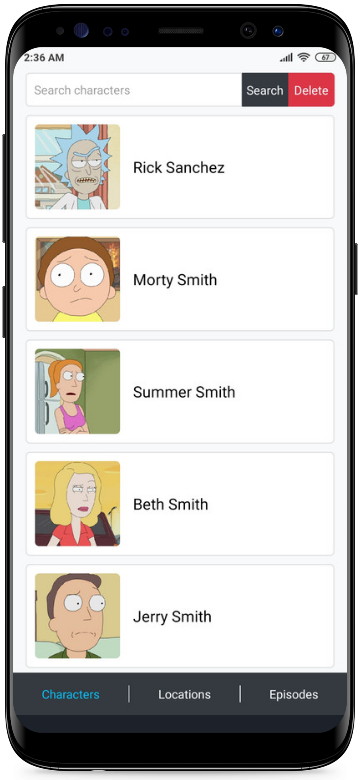 2:36 AM 67
Search characters Search Delete
Rick Sanchez
Morty Smith
Summer Smith
Beth Smith
Jerry Smith
Characters Locations Episodes